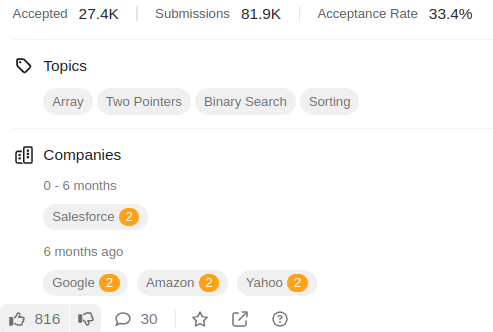 Accepted 27.4K Submissions 81.9K Acceptance Rate 33.4%
Topics
Array Two Pointers Binary Search Sorting
Companies
0 - 6 months
Salesforce 2
6 months ago
Google 2 Amazon 2 Yahoo 2
816 30